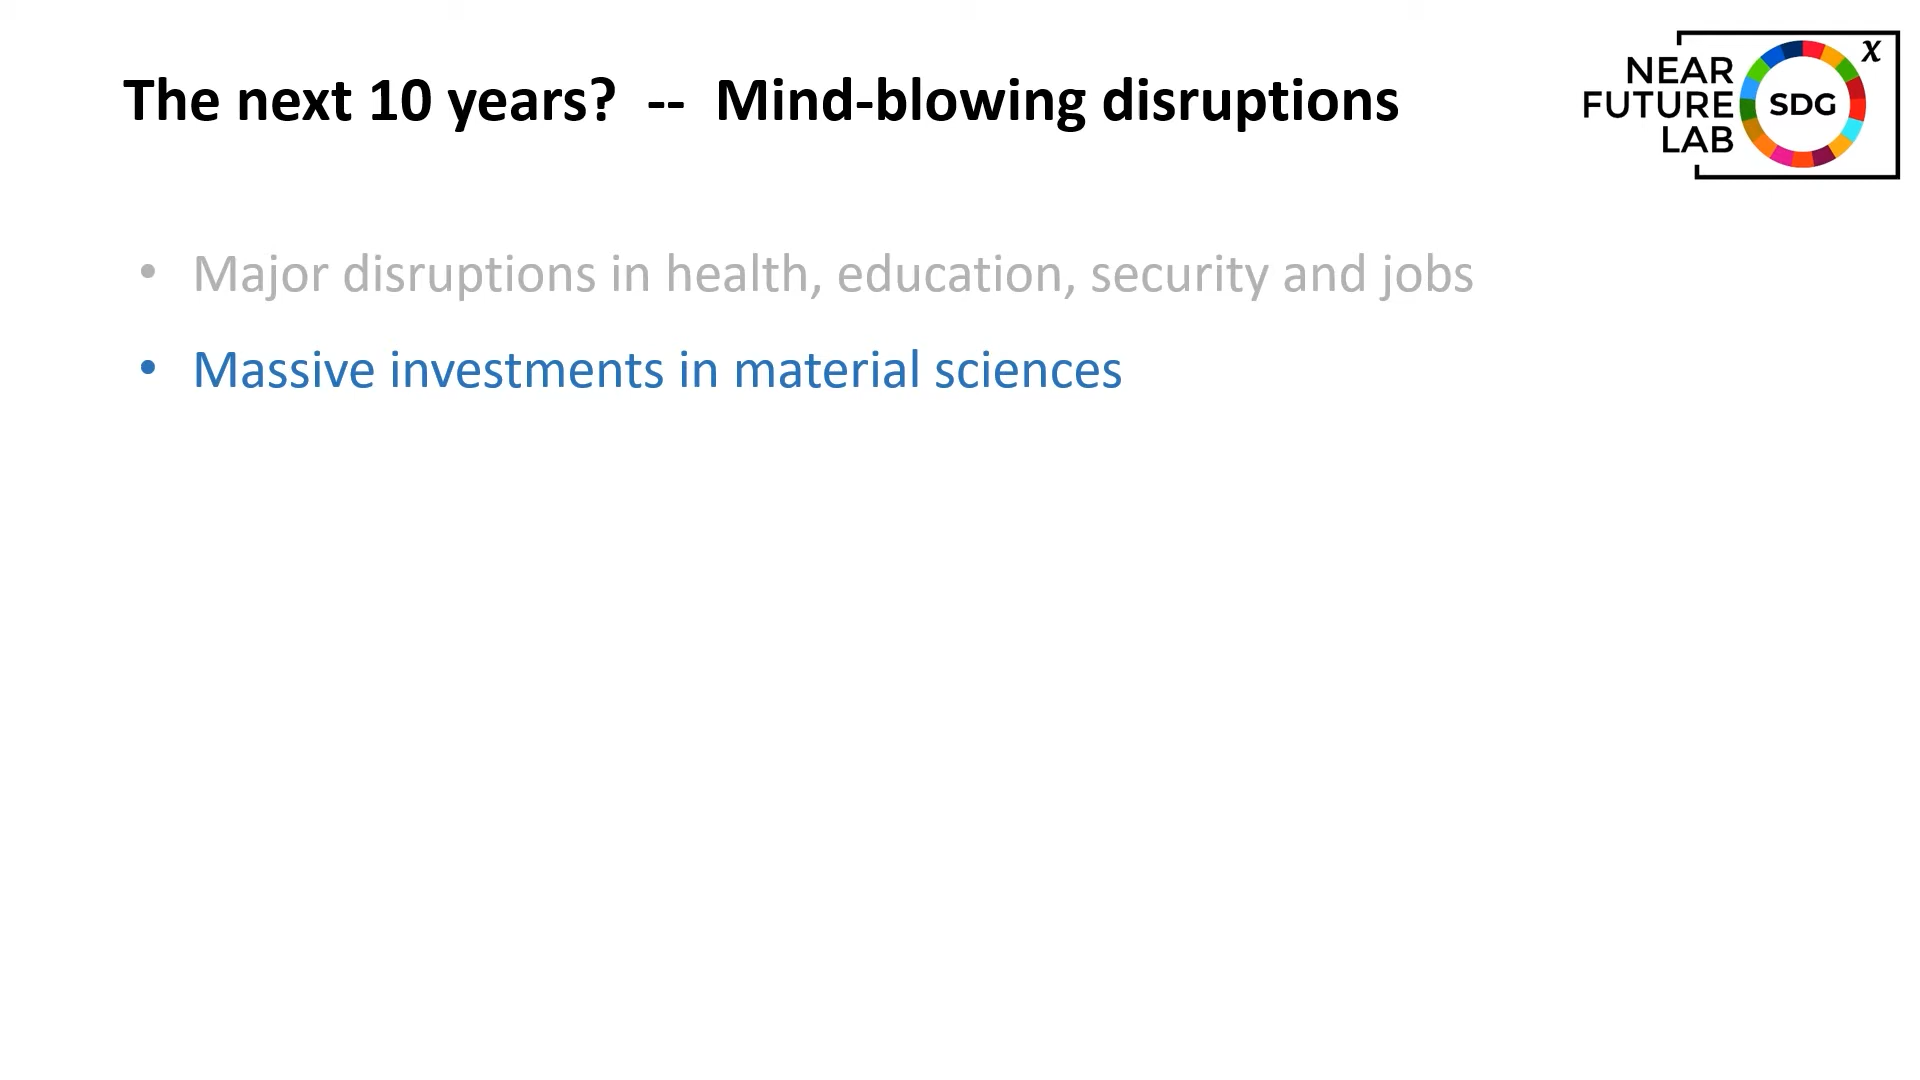 The next 10 years?  --  Mind-blowing disruptions
NEAR
FUTURE
LAB
SDG
x
• Major disruptions in health, education, security and jobs
• Massive investments in material sciences